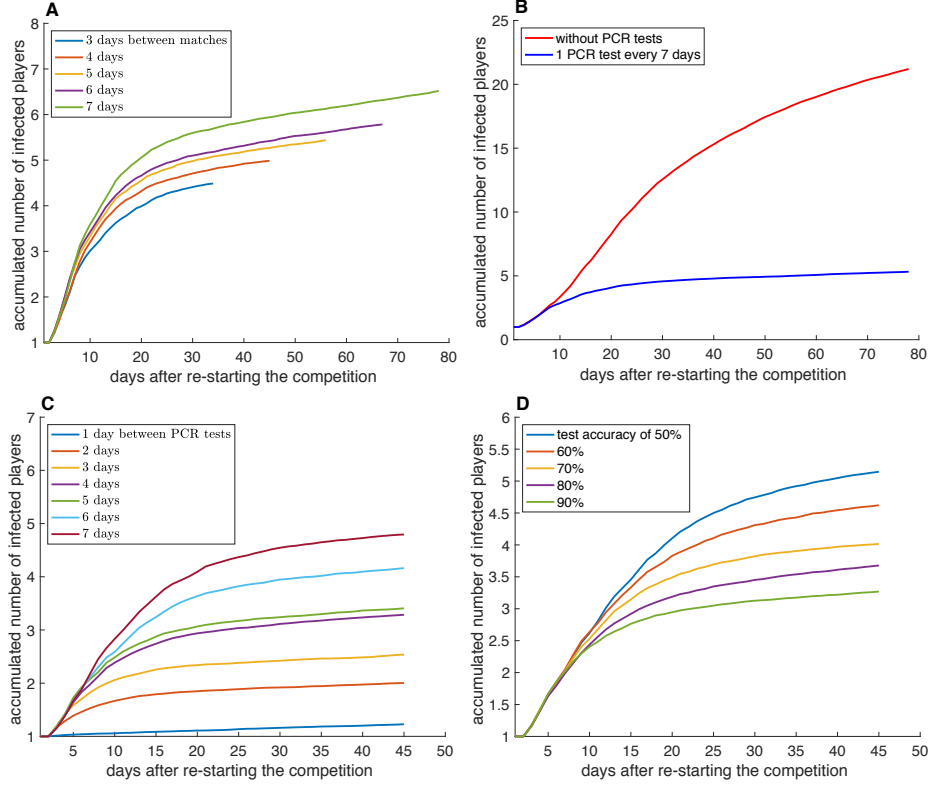 A
accumulated number of infected players
8
7
6
5
4
3
2
1
3 days between matches
4 days
5 days
6 days
7 days
10 20 30 40 50 60 70 80
days after re-starting the competition
B
accumulated number of infected players
25
20
15
10
5
0
without PCR tests
1 PCR test every 7 days
10 20 30 40 50 60 70 80
days after re-starting the competition
C
accumulated number of infected players
7
6
5
4
3
2
1
1 day between PCR tests
2 days
3 days
4 days
5 days
6 days
7 days
5 10 15 20 25 30 35 40 45 50
days after re-starting the competition
D
accumulated number of infected players
6
5.5
5
4.5
4
3.5
3
2.5
2
1.5
1
test accuracy of 50%
60%
70%
80%
90%
5 10 15 20 25 30 35 40 45 50
days after re-starting the competition